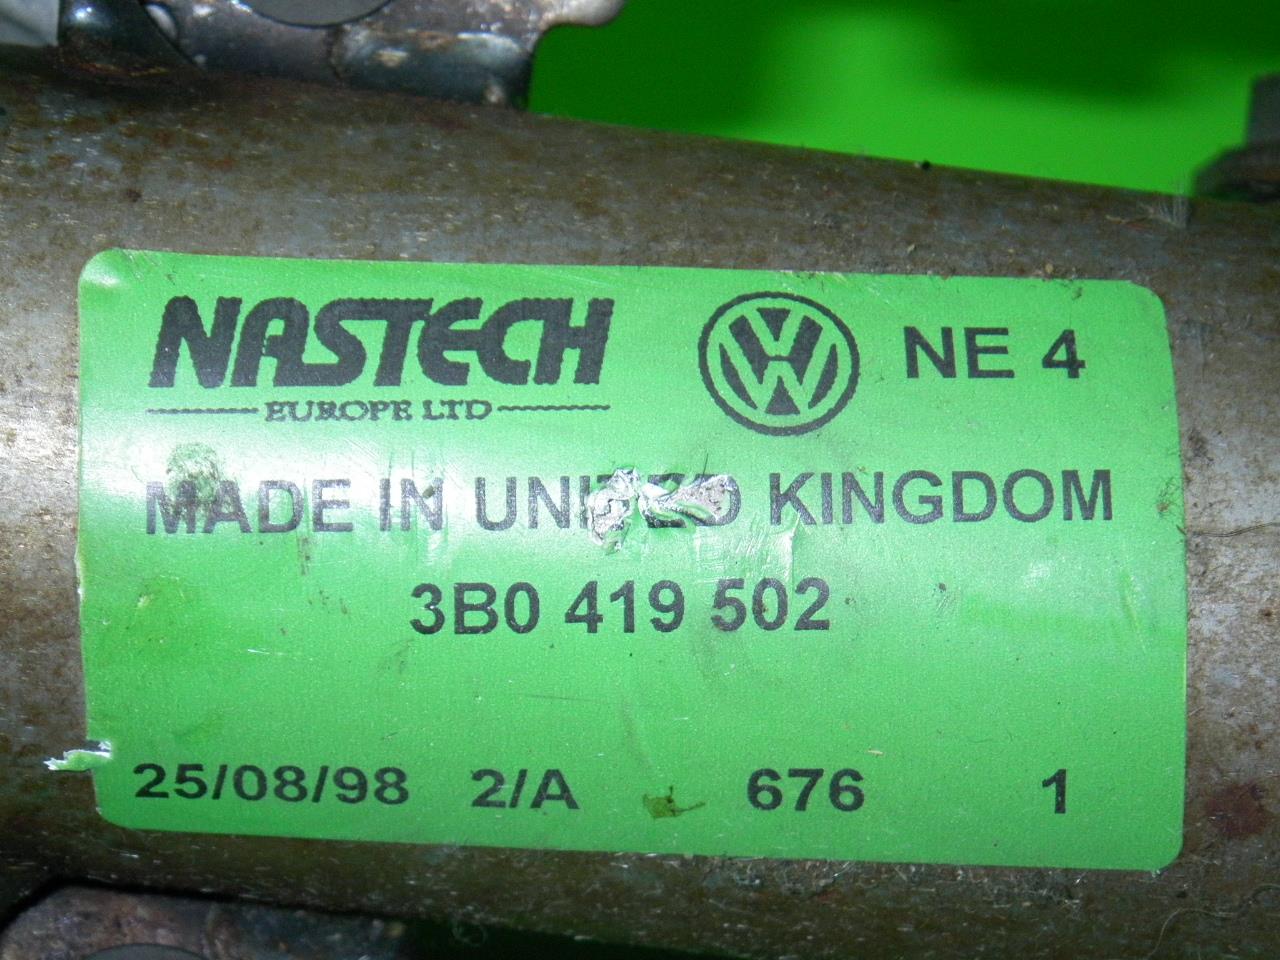 NASTECH
EUROPE LTD
NE 4
MADE IN UNITED KINGDOM
3B0 419 502
25/08/98 2/A 676 1